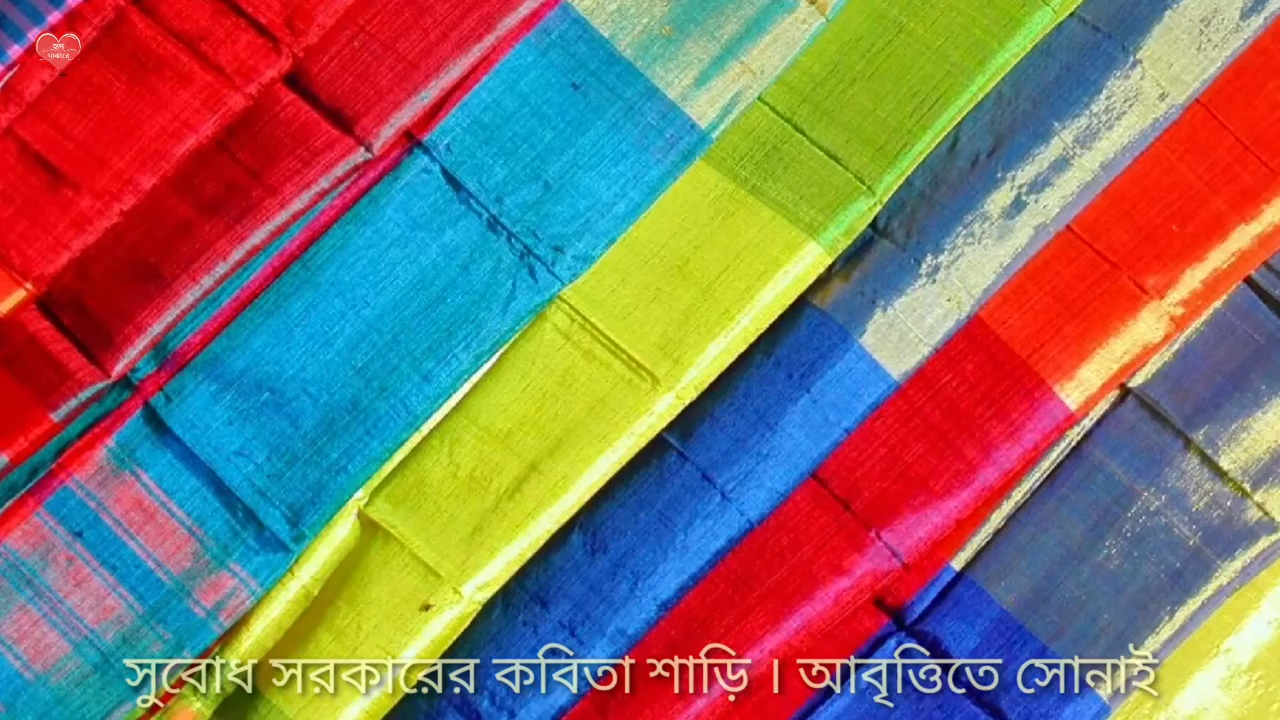 সুবোধ সরকারের কবিতা শাড়ি । আবৃত্তিতে সোনাই